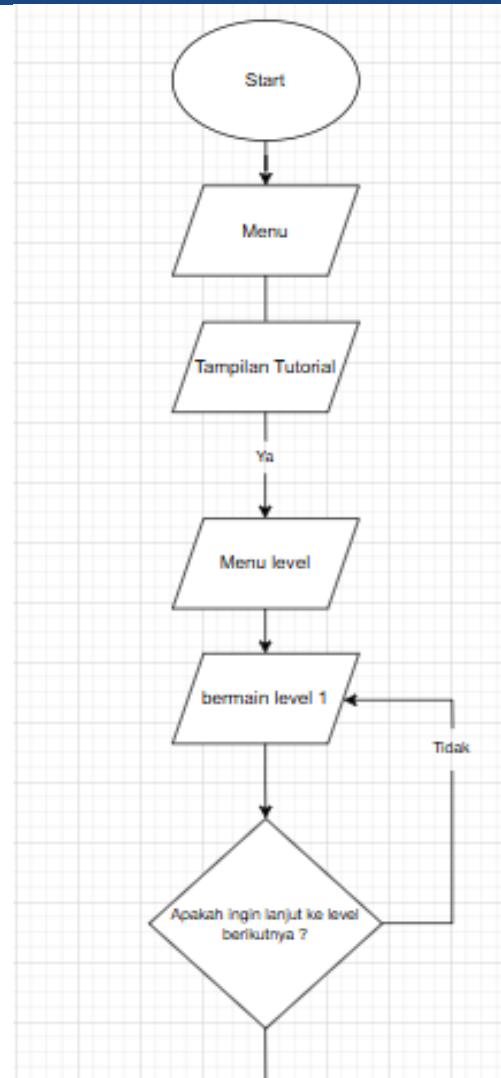 Start
Menu
Tampilan Tutorial
Ya
Menu level
bermain level 1
Tidak
Apakah ingin lanjut ke level
berikutnya ?